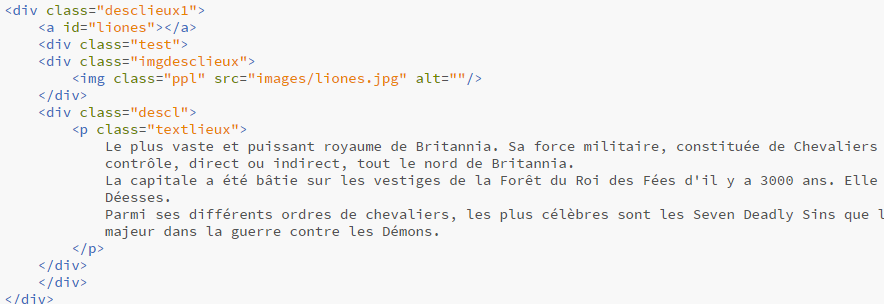 <div class="desclieux1">
<a id="liones"></a>
<div class="test">
<div class="imgdesclieux">
<img class="ppl" src="images/liones.jpg" alt=""/>
</div>
<div class="descl">
<p class="textlieux">
Le plus vaste et puissant royaume de Britannia. Sa force militaire, constituée de Chevaliers
contrôle, direct ou indirect, tout le nord de Britannia.
La capitale a été bâtie sur les vestiges de la Forêt du Roi des Fées d'il y a 3000 ans. Elle
Déesses.
Parmi ses différents ordres de chevaliers, les plus célèbres sont les Seven Deadly Sins que l
majeur dans la guerre contre les Démons.
</p>
</div>
</div>
</div>